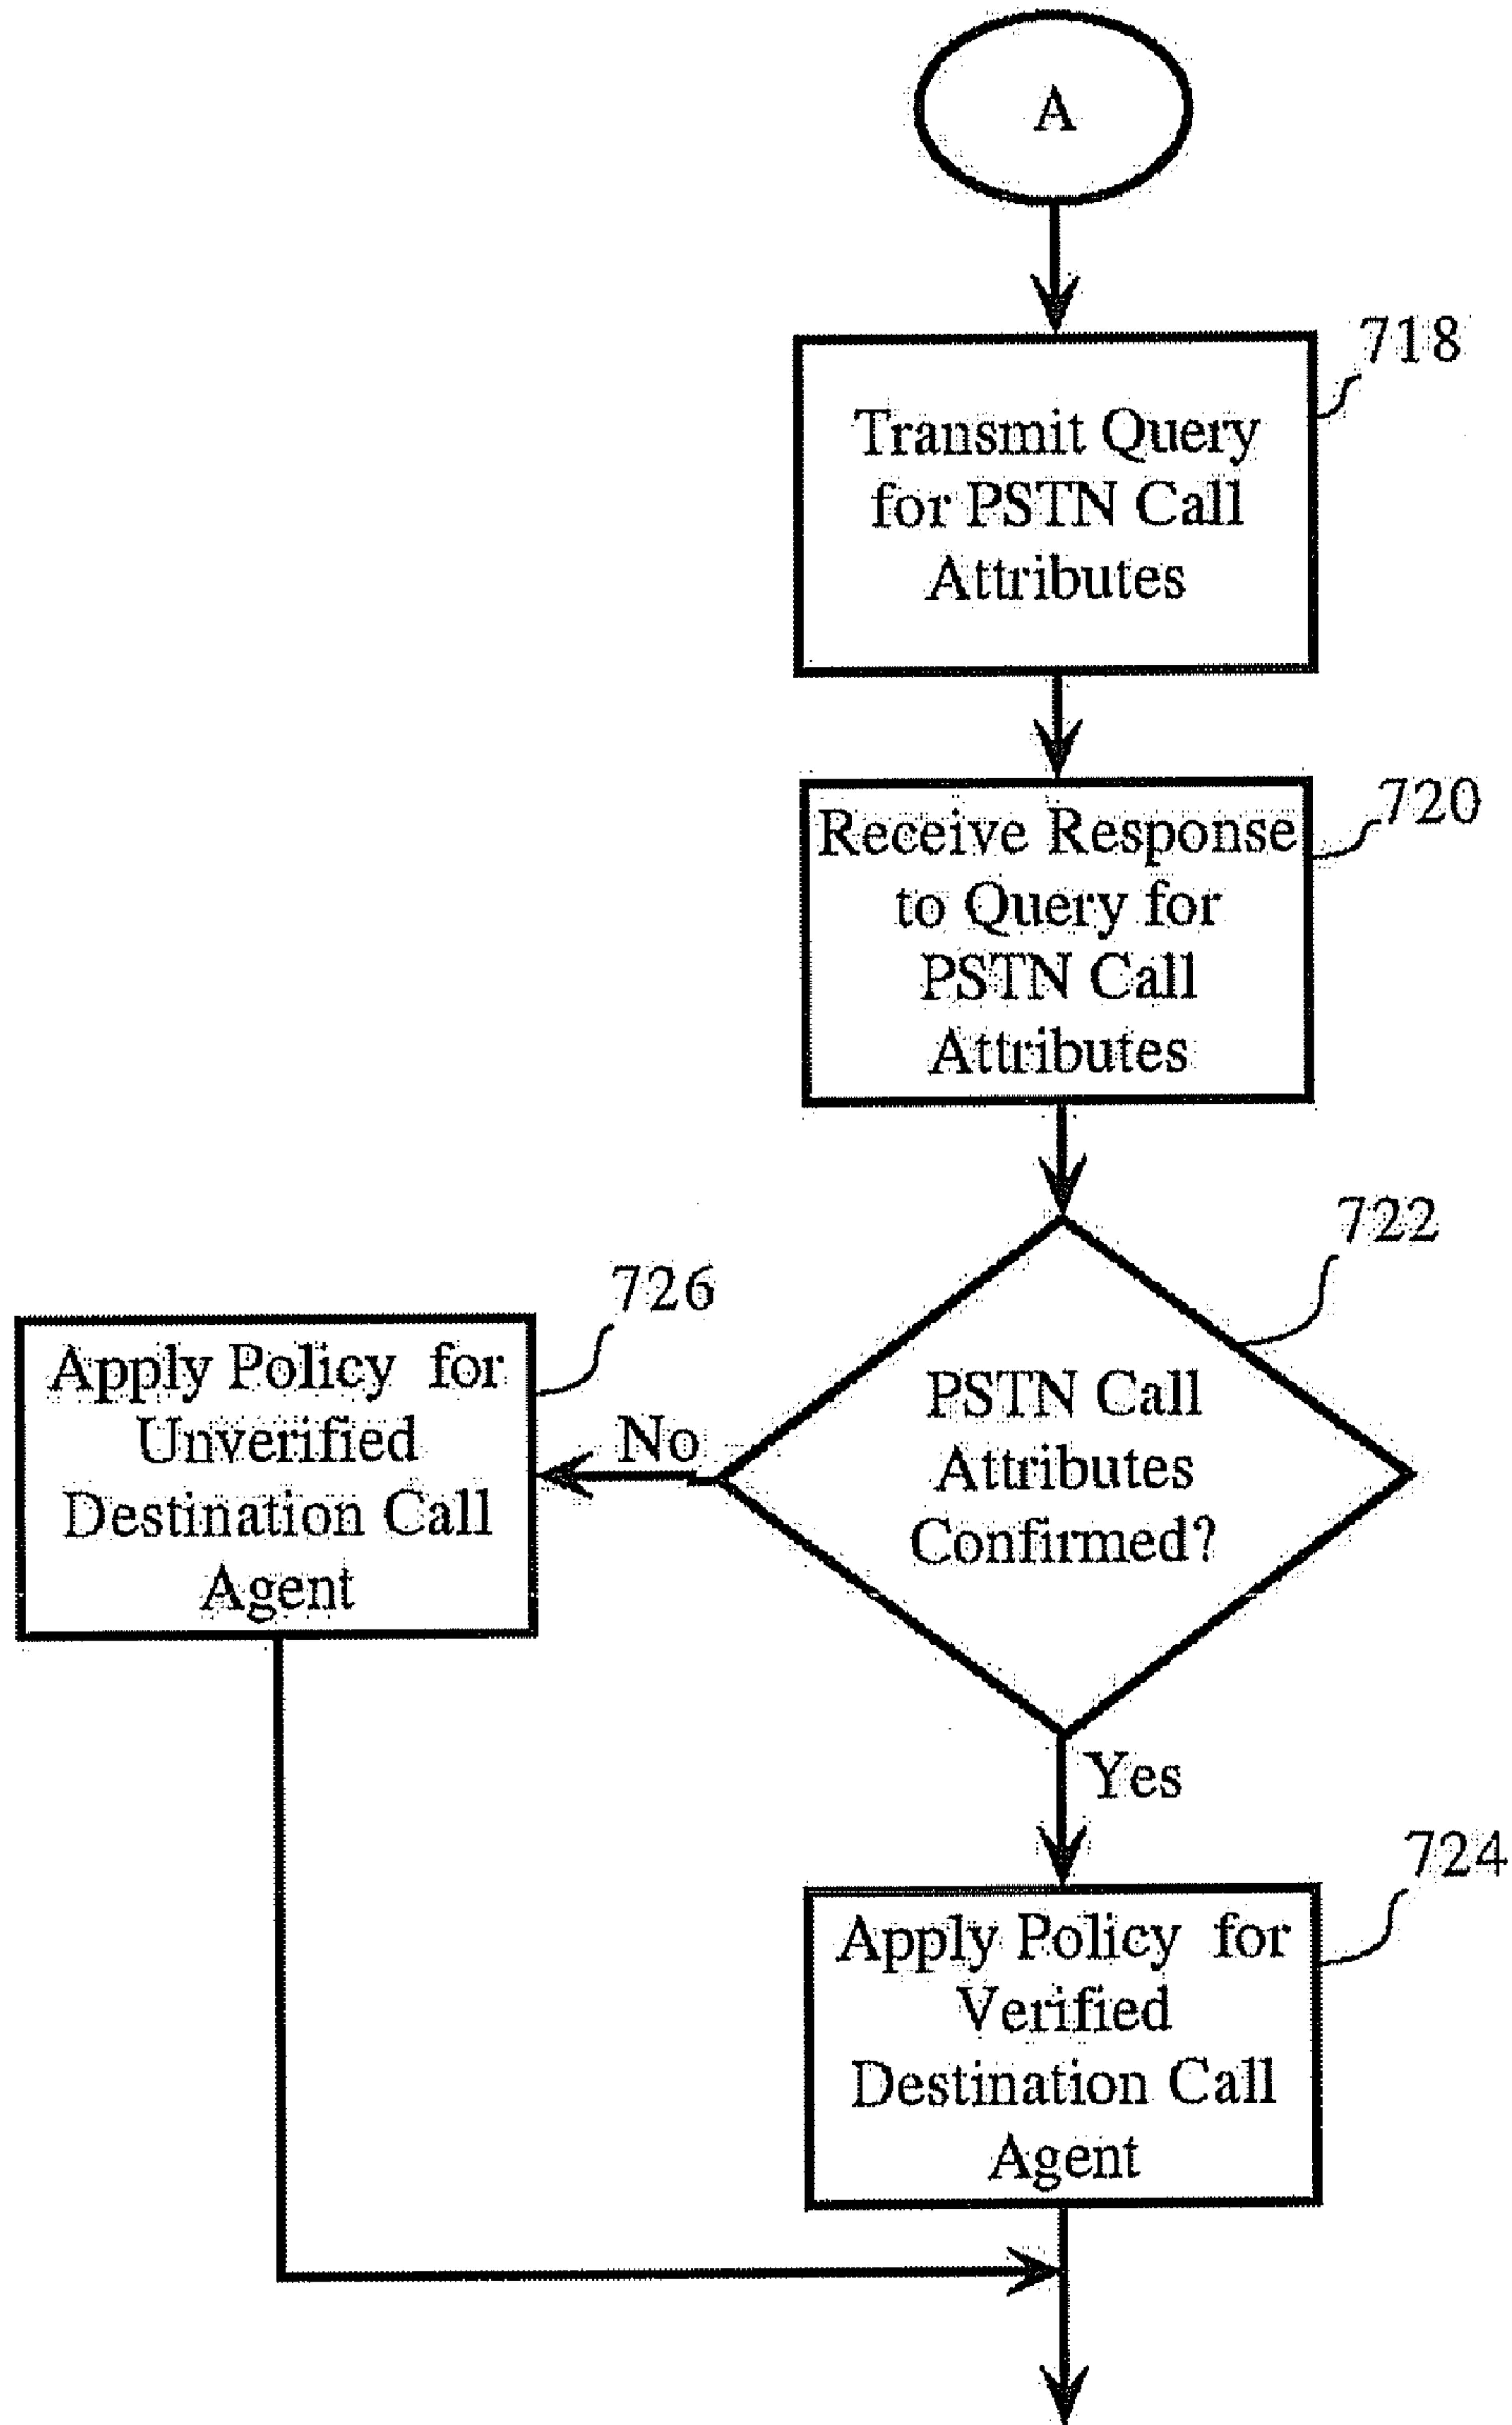 A
718
Transmit Query
for PSTN Call
Attributes
720
Receive Response
to Query for
PSTN Call
Attributes
722
PSTN Call
Attributes
Confirmed?
No
726
Apply Policy for
Unverified
Destination Call
Agent
Yes
724
Apply Policy for
Verified
Destination Call
Agent